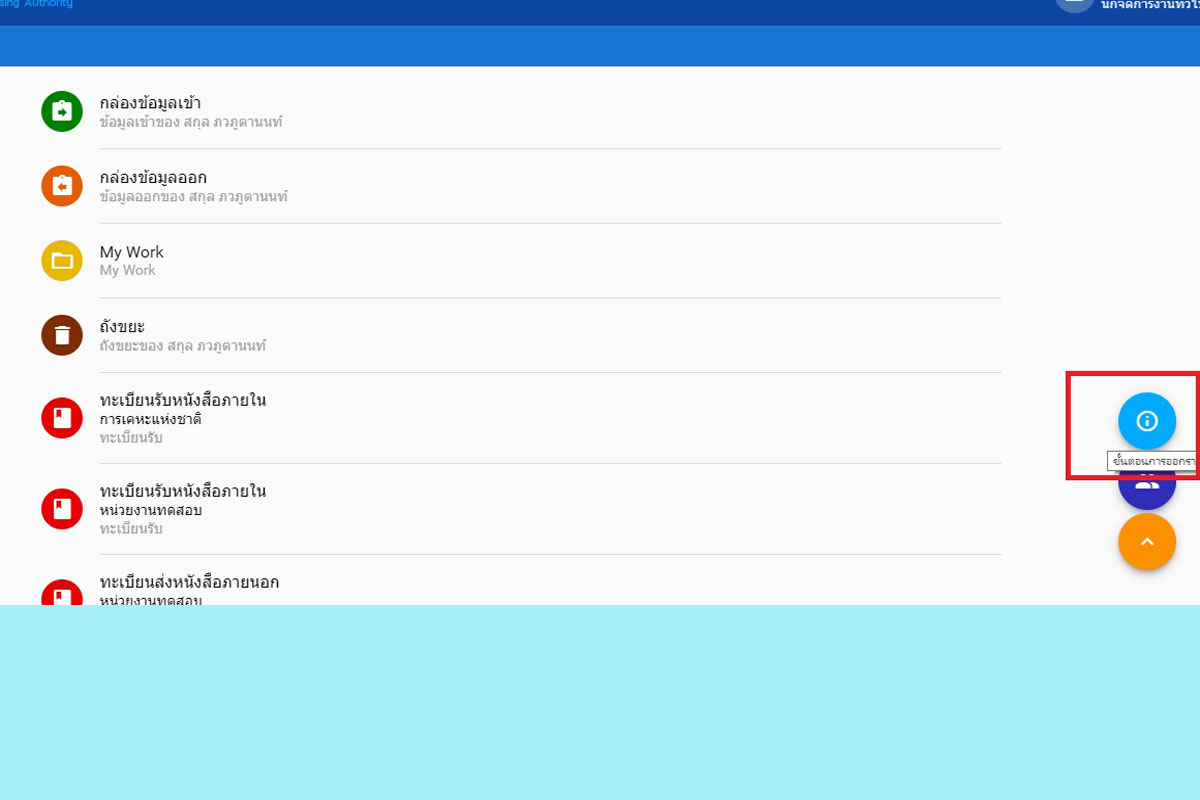 sing Authority
นักจัดการงานทั่วไป
กล่องข้อมูลเข้า
ข้อมูลเข้าของ สกุล ภวภูตานนท์
กล่องข้อมูลออก
ข้อมูลออกของ สกุล ภวภูตานนท์
My Work
My Work
ถังขยะ
ถังขยะของ สกุล ภวภูตานนท์
ทะเบียนรับหนังสือภายใน
การเคหะแห่งชาติ
ทะเบียนรับ
ขั้นตอนการออกรา
ทะเบียนรับหนังสือภายใน
หน่วยงานทดสอบ
ทะเบียนรับ
ทะเบียนส่งหนังสือภายนอก
หน่วยงานทดสอบ